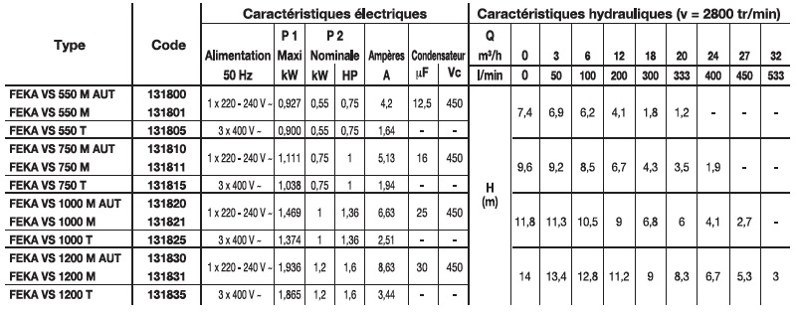 Caractéristiques électriques Caractéristiques hydrauliques (v = 2800 tr/min)
P 1 P 2 Q
Type Code Alimentation Maxi Nominale Ampères Condensateur m³/h 0 3 6 12 18 20 24 27 32
50 Hz kW kW HP A µF Vc l/min 0 50 100 200 300 333 400 450 533
FEKA VS 550 M AUT 131800
1 x 220 - 240 V ~ 0,927 0,55 0,75 4,2 12,5 450
FEKA VS 550 M 131801
7,4 6,9 6,2 4,1 1,8 1,2 - - -
FEKA VS 550 T 131805 3 x 400 V ~ 0,900 0,55 0,75 1,64 - -
FEKA VS 750 M AUT 131810
1 x 220 - 240 V ~ 1,111 0,75 1 5,13 16 450
FEKA VS 750 M 131811
9,6 9,2 8,5 6,7 4,3 3,5 1,9 - -
FEKA VS 750 T 131815 3 x 400 V ~ 1,038 0,75 1 1,94 - -
H
(m)
FEKA VS 1000 M AUT 131820
1 x 220 - 240 V ~ 1,469 1 1,36 6,63 25 450
FEKA VS 1000 M 131821
11,8 11,3 10,5 9 6,8 6 4,1 2,7 -
FEKA VS 1000 T 131825 3 x 400 V ~ 1,374 1 1,36 2,51 - -
FEKA VS 1200 M AUT 131830
1 x 220 - 240 V ~ 1,936 1,2 1,6 8,63 30 450
FEKA VS 1200 M 131831
14 13,4 12,8 11,2 9 8,3 6,7 5,3 3
FEKA VS 1200 T 131835 3 x 400 V ~ 1,865 1,2 1,6 3,44 - -